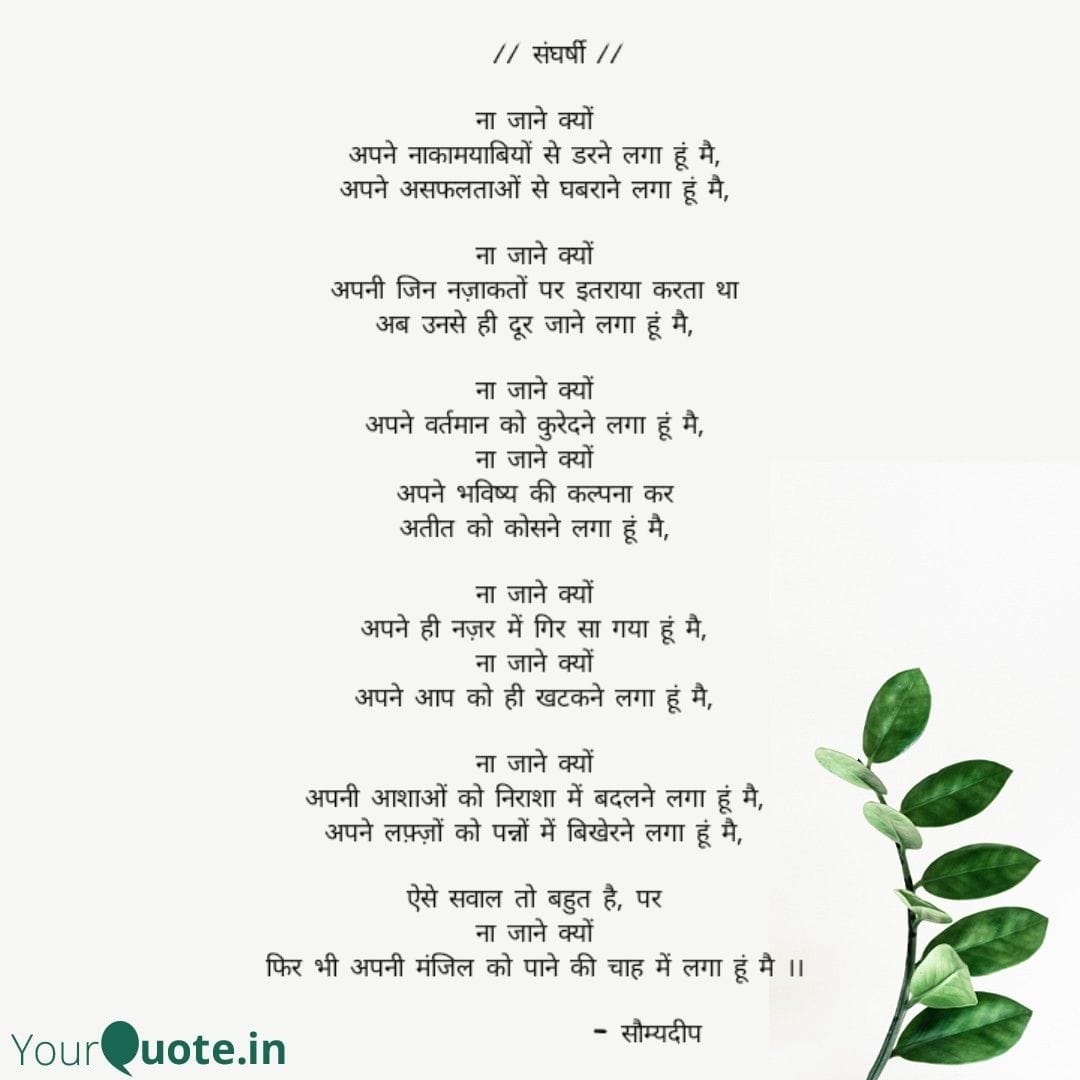 // संघर्षी //
ना जाने क्यों
अपने नाकामयाबियों से डरने लगा हूं मै,
अपने असफलताओं से घबराने लगा हूं मै,
ना जाने क्यों
अपनी जिन नज़ाकतों पर इतराया करता था
अब उनसे ही दूर जाने लगा हूं मै,
ना जाने क्यों
अपने वर्तमान को कुरेदने लगा हूं मै,
ना जाने क्यों
अपने भविष्य की कल्पना कर
अतीत को कोसने लगा हूं मै,
ना जाने क्यों
अपने ही नज़र में गिर सा गया हूं मै,
ना जाने क्यों
अपने आप को ही खटकने लगा हूं मै,
ना जाने क्यों
अपनी आशाओं को निराशा में बदलने लगा हूं मै,
अपने लफ़्ज़ों को पन्नों में बिखेरने लगा हूं मै,
ऐसे सवाल तो बहुत है, पर
ना जाने क्यों
फिर भी अपनी मंजिल को पाने की चाह में लगा हूं मै ।।
- सौम्यदीप
YourQuote.in